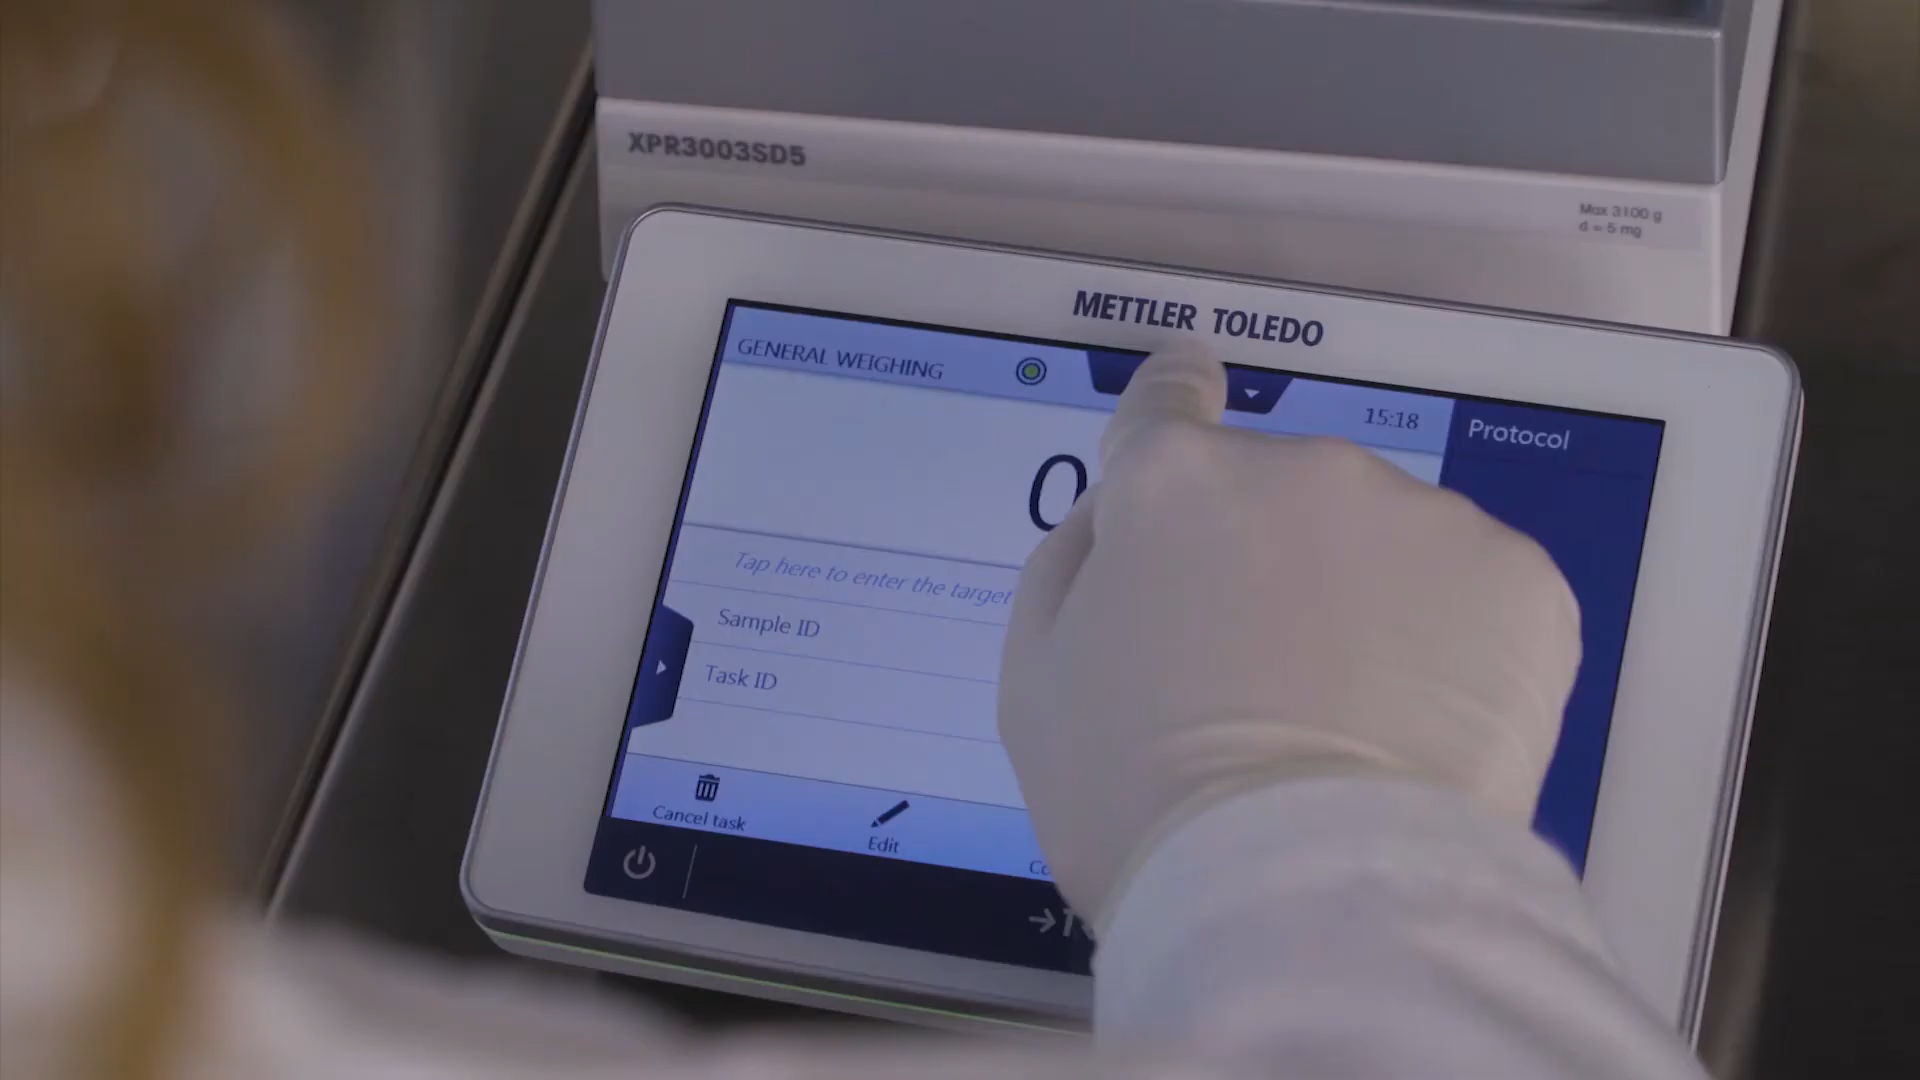 XPR3003SD5
Max 3100 g
d = 5 mg
METTLER TOLEDO
GENERAL WEIGHING
15:18
Protocol
0
Tap here to enter the target
Sample ID
Task ID
Cancel task
Edit